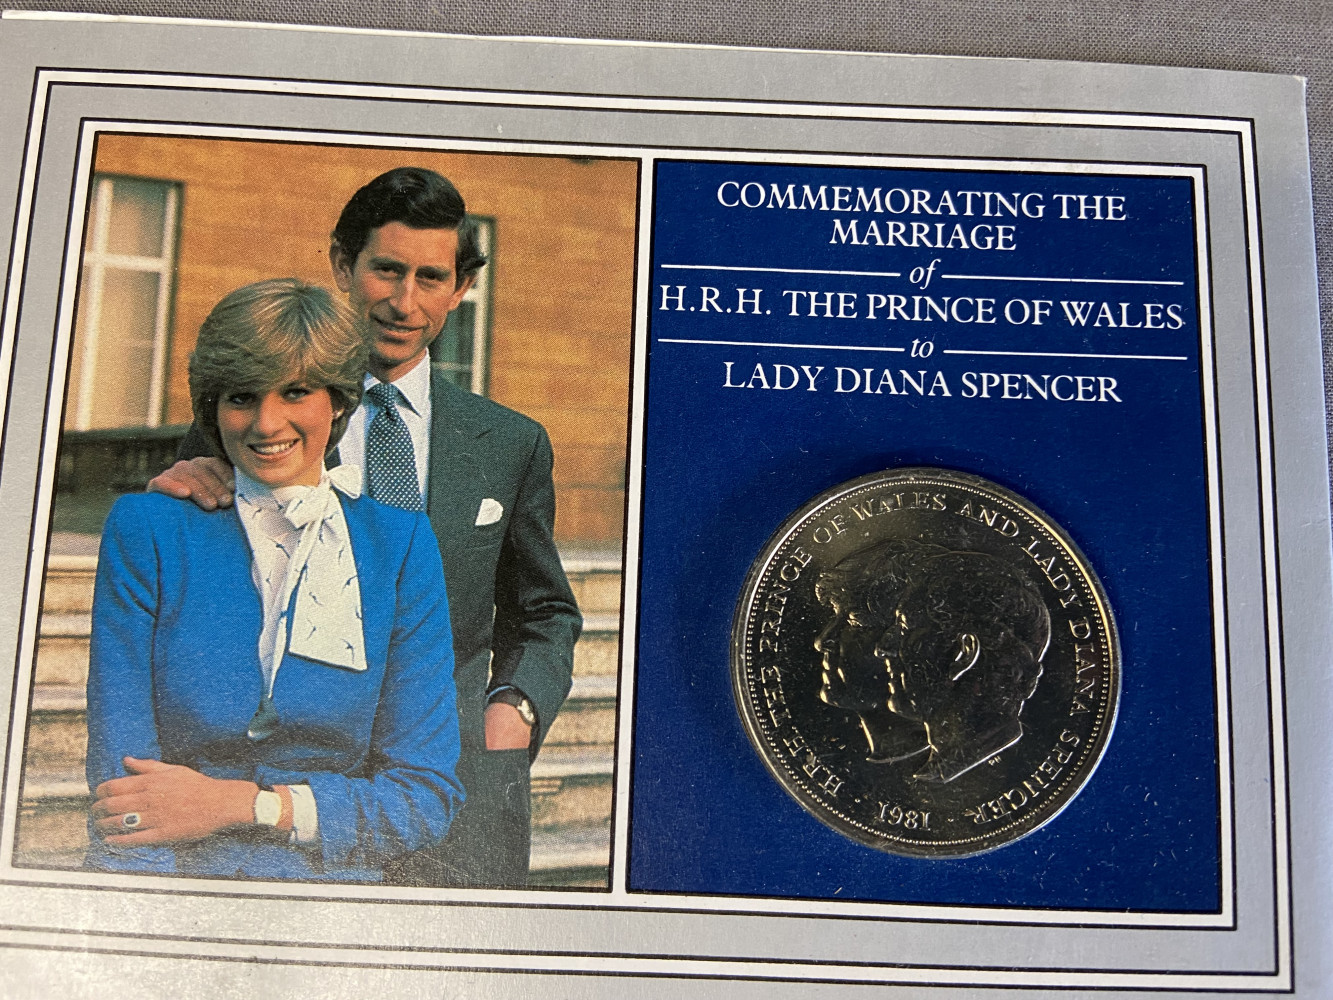 COMMEMORATING THE
MARRIAGE
of
H.R.H. THE PRINCE OF WALES
to
LADY DIANA SPENCER
H.R.H. THE PRINCE OF WALES AND LADY DIANA SPENCER
· 1981 ·